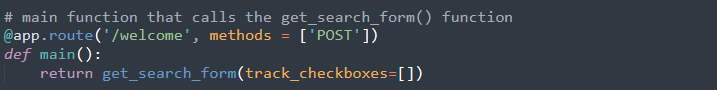 # main function that calls the get_search_form() function
@app.route('/welcome', methods = ['POST'])
def main():
    return get_search_form(track_checkboxes=[])